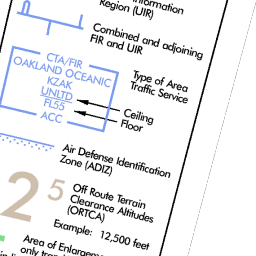 Information
Region (UIR)
Combined and adjoining
FIR and UIR
CTA/FIR
OAKLAND OCEANIC
KZAK
UNLTD
FL55
ACC
Type of Area
Traffic Service
Ceiling
Floor
Air Defense Identification
Zone (ADIZ)
2 5
Off Route Terrain
Clearance Altitudes
(ORTCA)
Example: 12,500 feet
Area of Enlargem
only